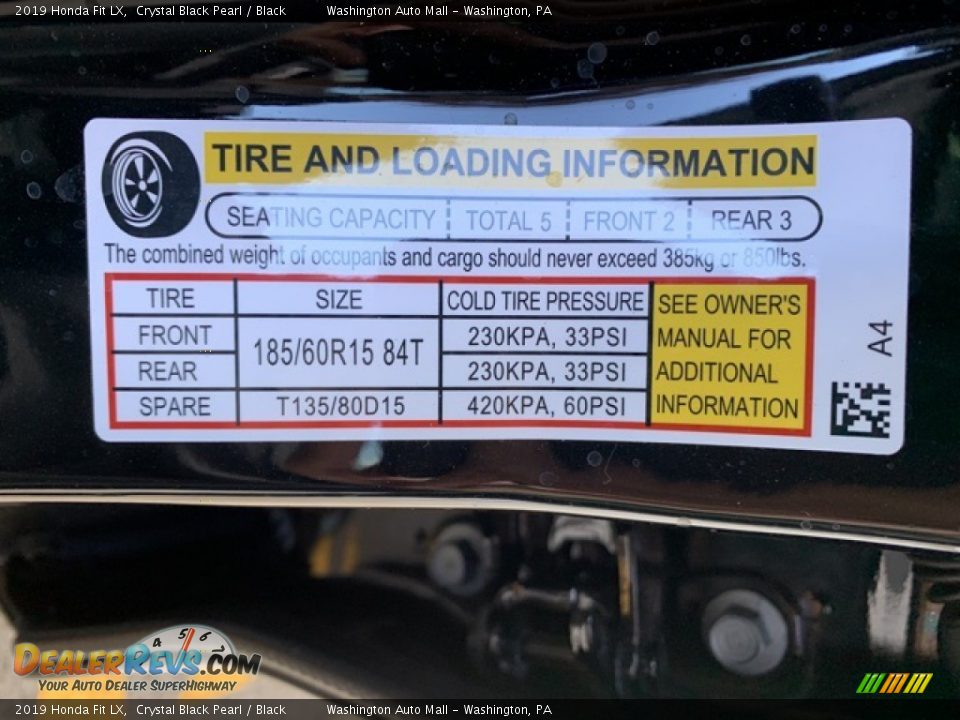 2019 Honda Fit LX, Crystal Black Pearl / Black Washington Auto Mall - Washington, PA
TIRE AND LOADING INFORMATION
SEATING CAPACITY TOTAL 5 FRONT 2 REAR 3
The combined weight of occupants and cargo should never exceed 385kg or 850lbs.
TIRE SIZE COLD TIRE PRESSURE
FRONT 185/60R15 84T 230KPA, 33PSI
REAR 230KPA, 33PSI
SPARE T135/80D15 420KPA, 60PSI
SEE OWNER'S
MANUAL FOR
ADDITIONAL
INFORMATION
A4
4 5 6
DEALERREVS.COM
YOUR AUTO DEALER SUPERHIGHWAY
2019 Honda Fit LX, Crystal Black Pearl / Black Washington Auto Mall - Washington, PA